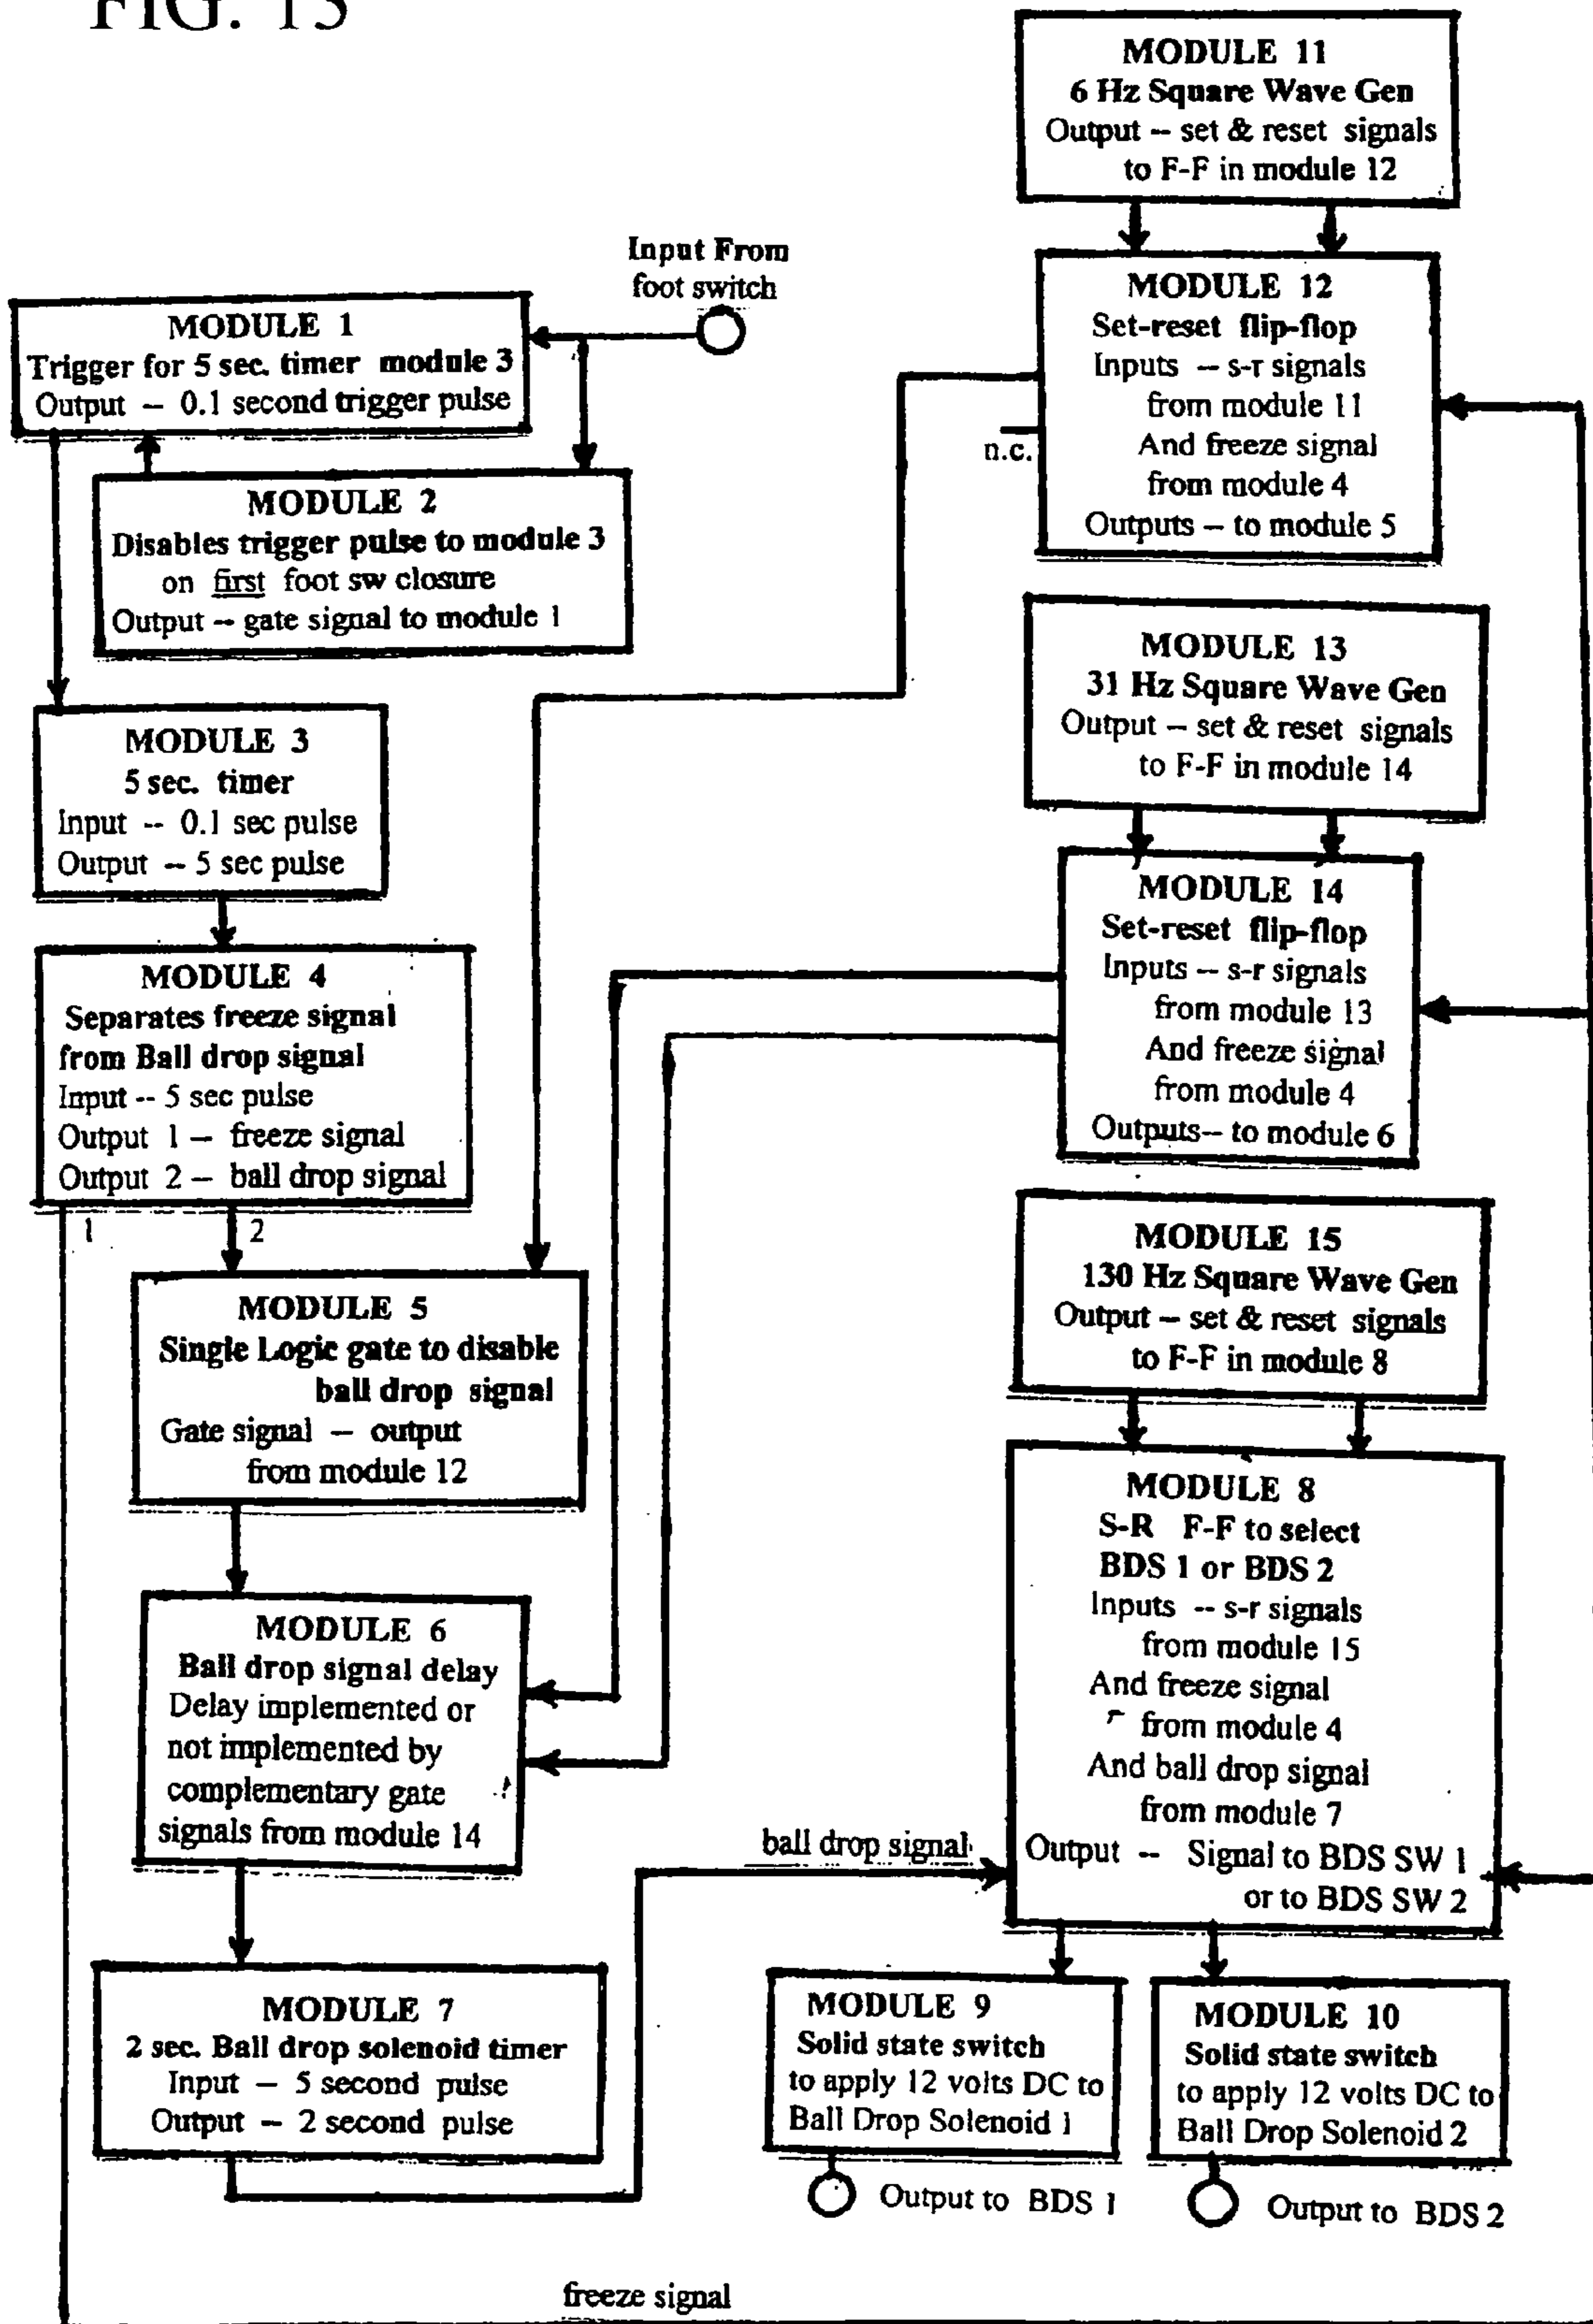 FIG. 13
MODULE 11
6 Hz Square Wave Gen
Output – set & reset signals
to F-F in module 12
Input From
foot switch
MODULE 1
Trigger for 5 sec. timer module 3
Output – 0.1 second trigger pulse
MODULE 2
Disables trigger pulse to module 3
on first foot sw closure
Output – gate signal to module 1
MODULE 12
Set-reset flip-flop
Inputs – s-r signals
from module 11
And freeze signal
from module 4
Outputs – to module 5
n.c.
MODULE 3
5 sec. timer
Input -- 0.1 sec pulse
Output -- 5 sec pulse
MODULE 13
31 Hz Square Wave Gen
Output – set & reset signals
to F-F in module 14
MODULE 4
Separates freeze signal
from Ball drop signal
Input -- 5 sec pulse
Output 1 – freeze signal
Output 2 – ball drop signal
1
2
MODULE 14
Set-reset flip-flop
Inputs – s-r signals
from module 13
And freeze signal
from module 4
Outputs– to module 6
MODULE 5
Single Logic gate to disable
ball drop signal
Gate signal – output
from module 12
MODULE 15
130 Hz Square Wave Gen
Output – set & reset signals
to F-F in module 8
MODULE 6
Ball drop signal delay
Delay implemented or
not implemented by
complementary gate
signals from module 14
MODULE 8
S-R F-F to select
BDS 1 or BDS 2
Inputs -- s-r signals
from module 15
And freeze signal
from module 4
And ball drop signal
from module 7
Output -- Signal to BDS SW 1
or to BDS SW 2
ball drop signal
MODULE 7
2 sec. Ball drop solenoid timer
Input – 5 second pulse
Output – 2 second pulse
MODULE 9
Solid state switch
to apply 12 volts DC to
Ball Drop Solenoid 1
MODULE 10
Solid state switch
to apply 12 volts DC to
Ball Drop Solenoid 2
Output to BDS 1
Output to BDS 2
freeze signal